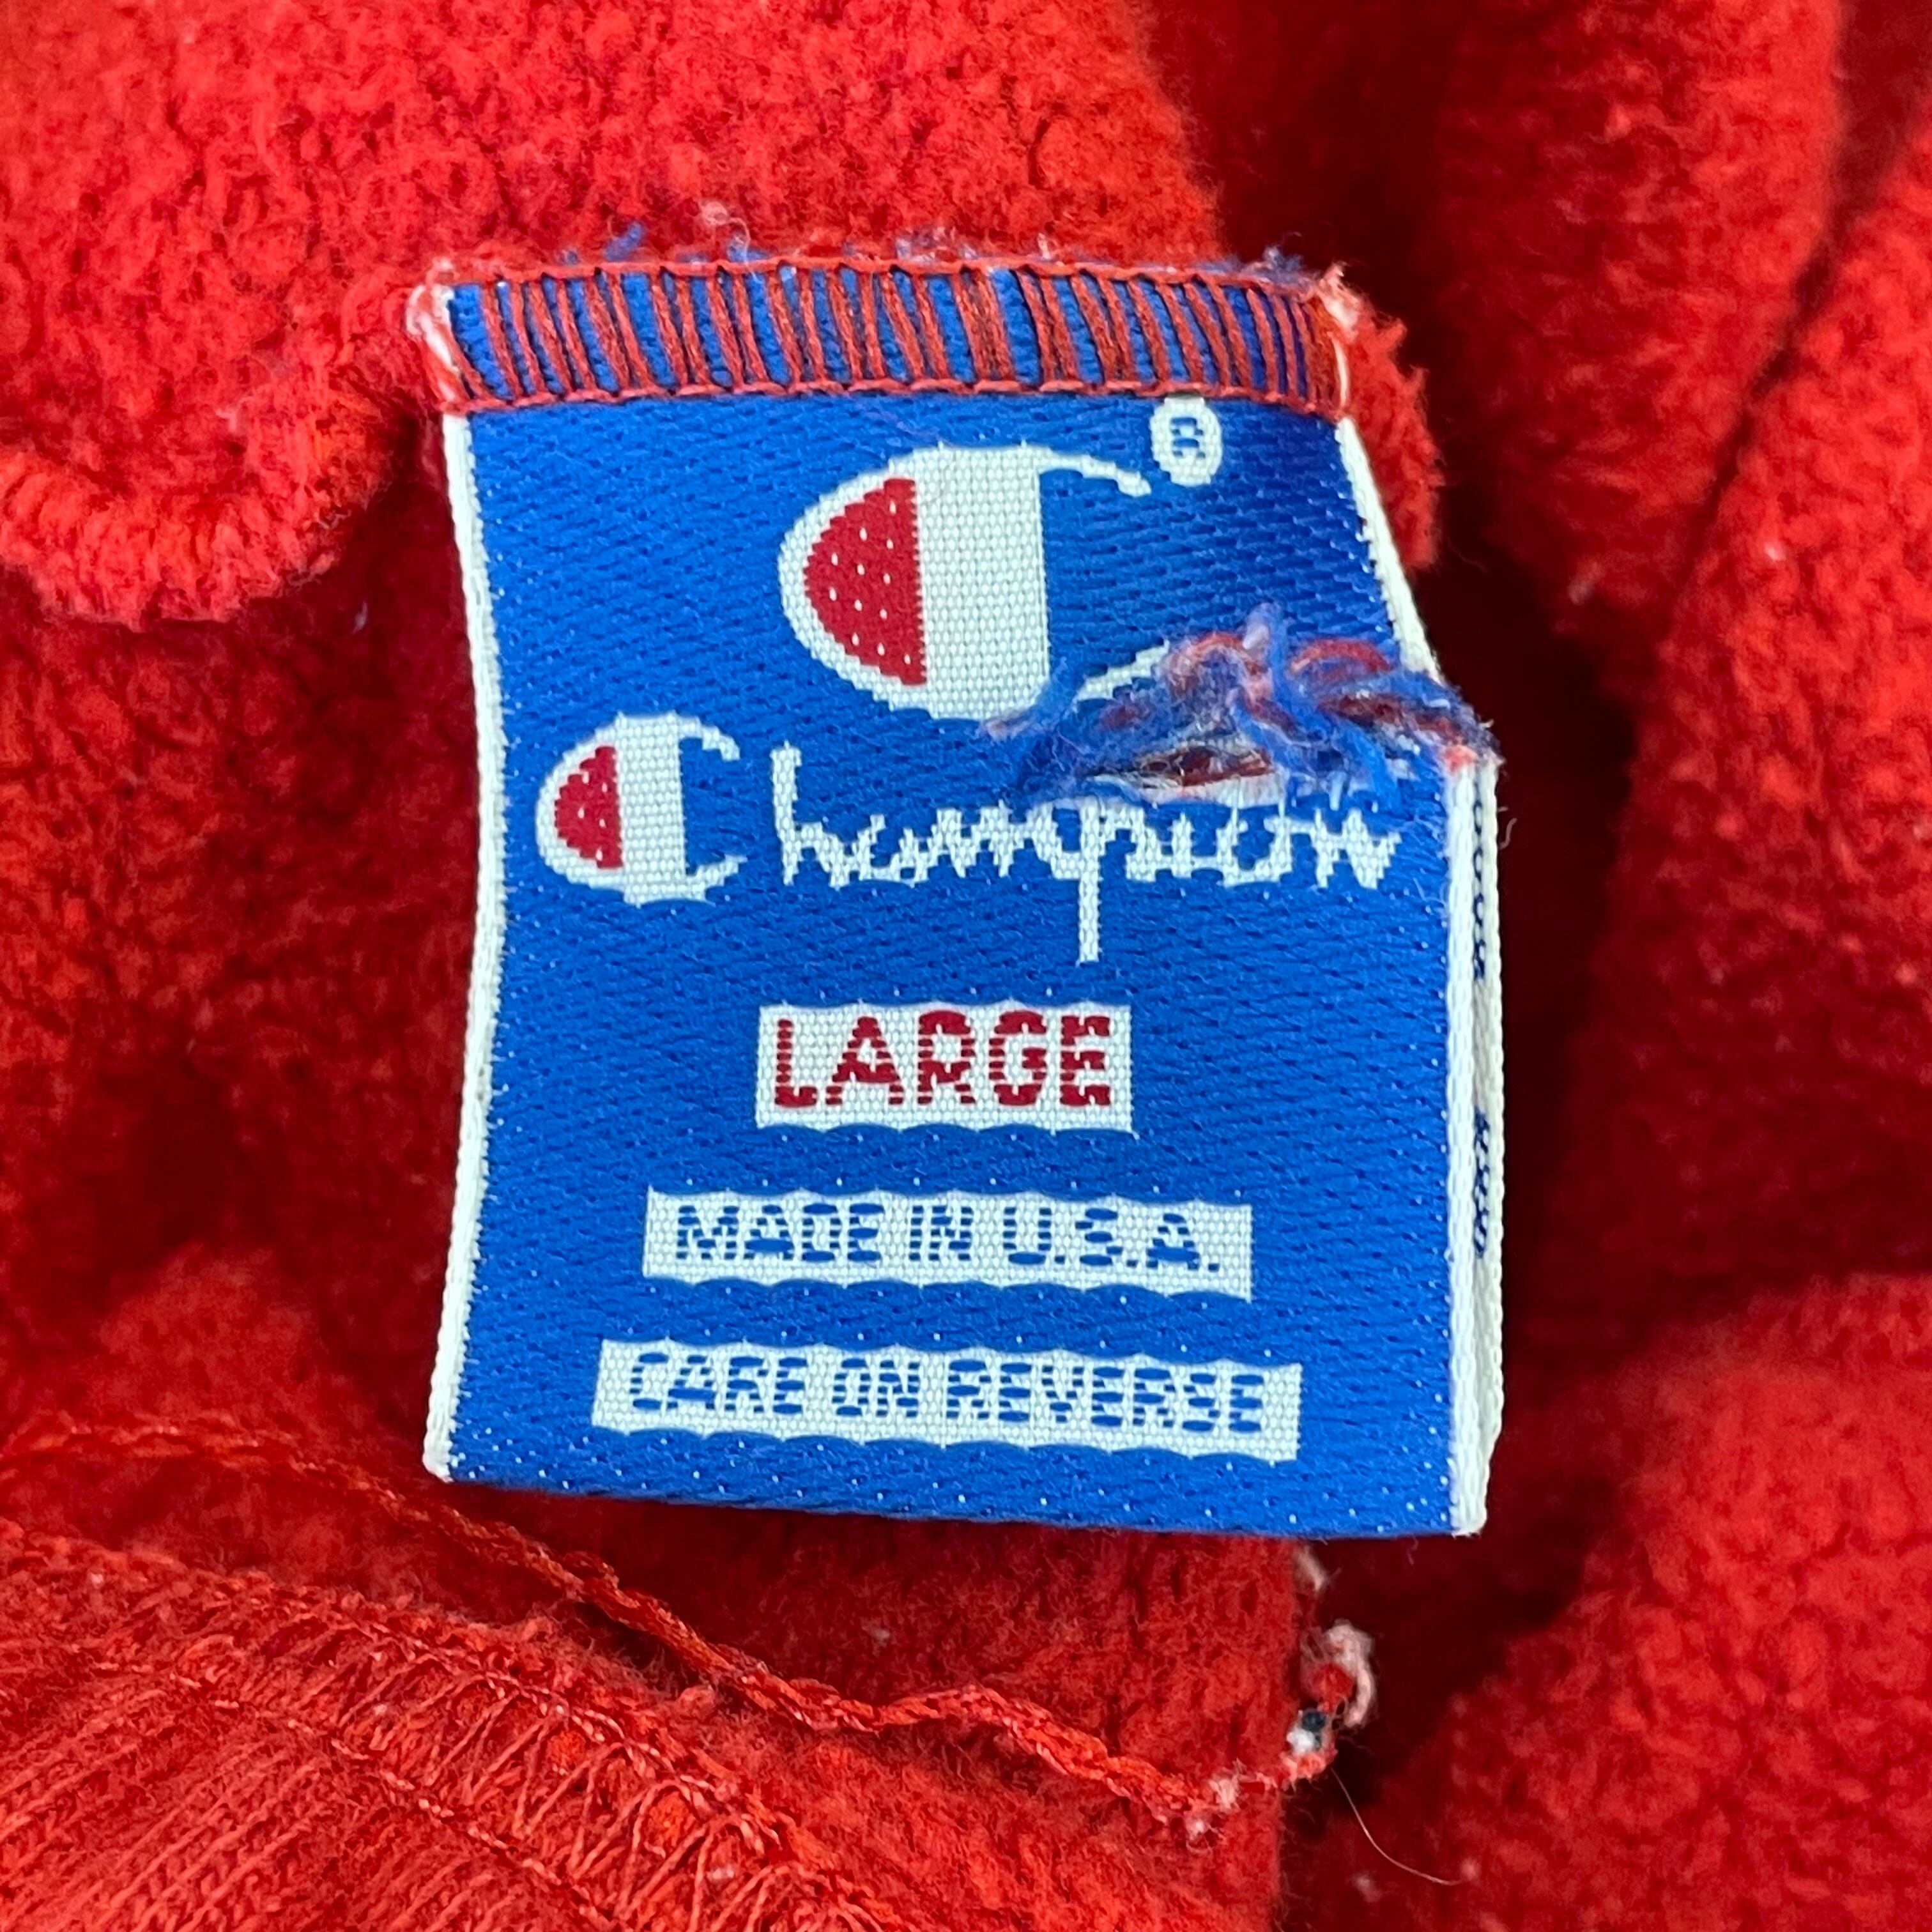 ®
Champion
LARGE
MADE IN U.S.A.
CARE ON REVERSE